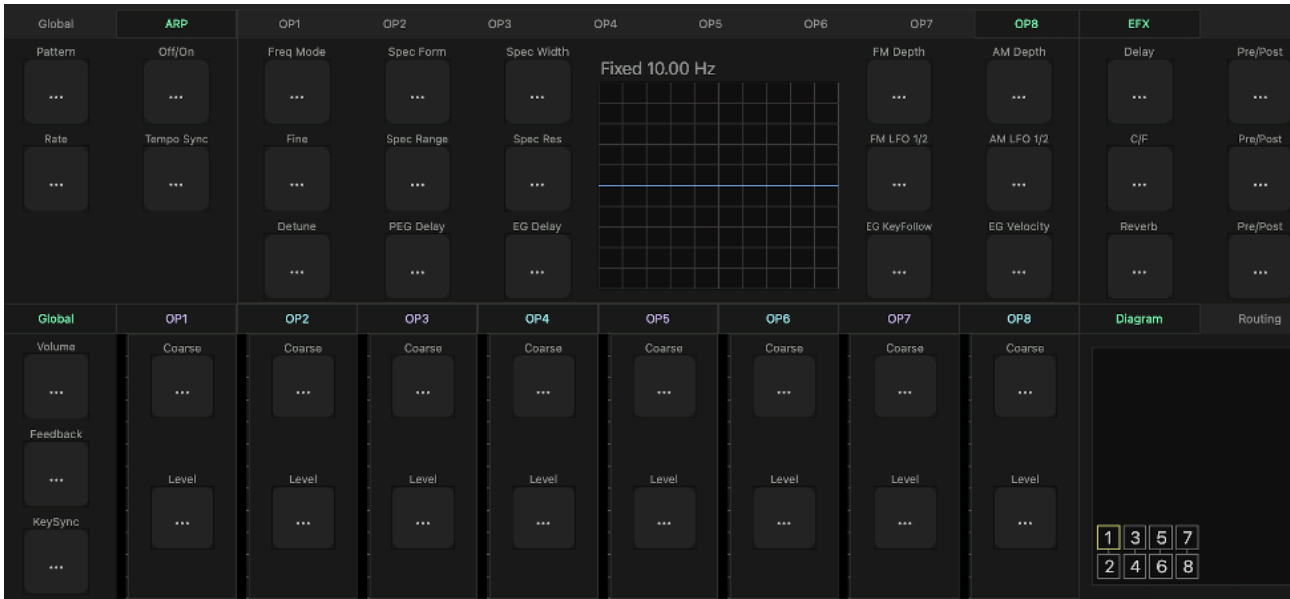 Global ARP OP1 OP2 OP3 OP4 OP5 OP6 OP7 OP8 EFX
Pattern Off/On Freq Mode Spec Form Spec Width FM Depth AM Depth Delay Pre/Post
Fixed 10.00 Hz
... ... ... ... ... ... ... ... ...
Rate Tempo Sync Fine Spec Range Spec Res FM LFO 1/2 AM LFO 1/2 C/F Pre/Post
... ... ... ... ... ... ... ... ...
Detune PEG Delay EG Delay EG KeyFollow EG Velocity Reverb Pre/Post
... ... ... ... ... ... ...
Global OP1 OP2 OP3 OP4 OP5 OP6 OP7 OP8 Diagram Routing
Volume Coarse Coarse Coarse Coarse Coarse Coarse Coarse Coarse
... ... ... ... ... ... ... ... ...
Feedback
...
Level Level Level Level Level Level Level Level
KeySync
... ... ... ... ... ... ... ...
1 3 5 7
2 4 6 8
...